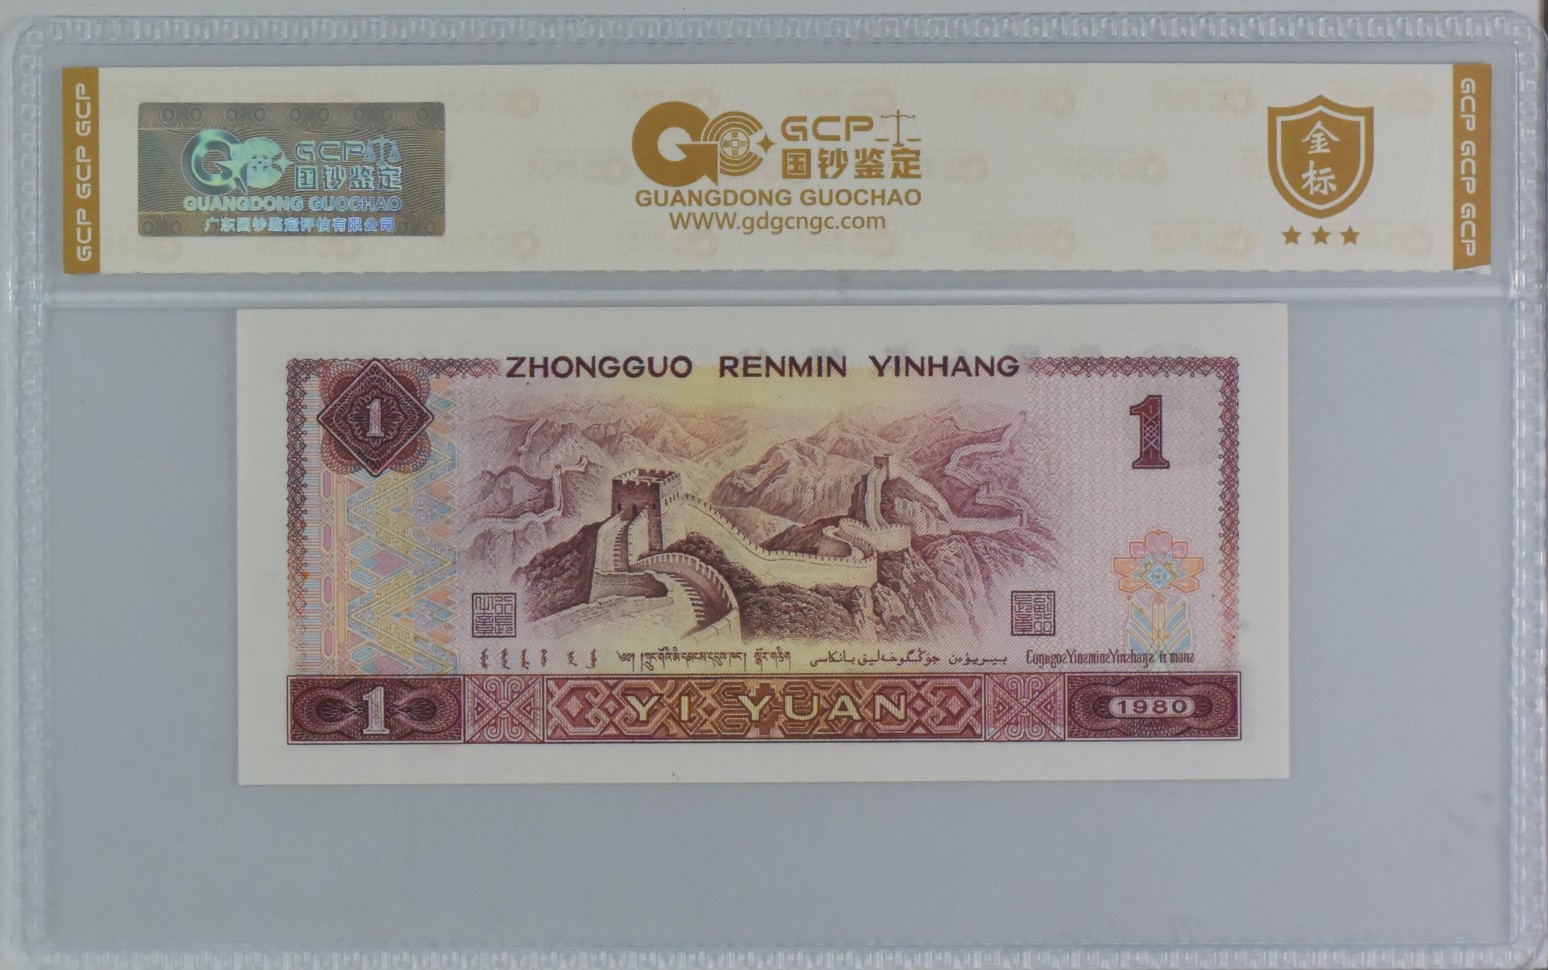 GCP GCP GCP
GCP
国钞鉴定
GUANGDONG GUOCHAO
广东国钞鉴定评估有限公司
GCP
国钞鉴定
GUANGDONG GUOCHAO
WWW.gdgcngc.com
金
标
GCP GCP GCP
ZHONGGUO RENMIN YINHANG
1
1
1
YI YUAN
1980